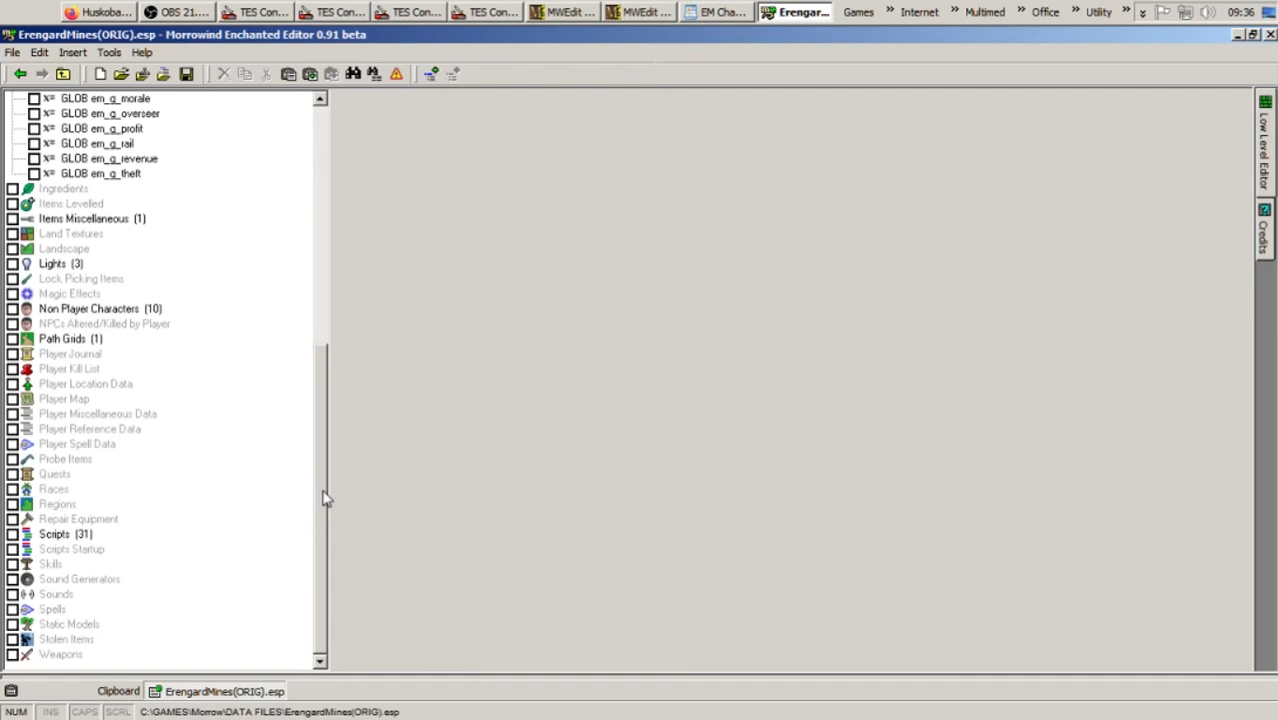 Huskoba...
OBS 21....
TES Con...
TES Con...
TES Con...
TES Con...
MWEdit ...
MWEdit ...
EM Cha...
Erengar...
Games
Internet
Multimed
Office
Utility
09:36
ErengardMines(ORIG).esp - Morrowind Enchanted Editor 0.91 beta
File Edit Insert Tools Help
GLOB em_g_morale
GLOB em_g_overseer
GLOB em_g_profit
GLOB em_g_rail
GLOB em_g_revenue
GLOB em_g_theft
Ingredients
Items Levelled
Items Miscellaneous (1)
Land Textures
Landscape
Lights (3)
Lock Picking Items
Magic Effects
Non Player Characters (10)
NPCs Altered/Killed by Player
Path Grids (1)
Player Journal
Player Kill List
Player Location Data
Player Map
Player Miscellaneous Data
Player Reference Data
Player Spell Data
Probe Items
Quests
Races
Regions
Repair Equipment
Scripts (31)
Scripts Startup
Skills
Sound Generators
Sounds
Spells
Static Models
Stolen Items
Weapons
Low Level Editor
Credits
Clipboard
ErengardMines(ORIG).esp
NUM INS CAPS SCRL C:\GAMES\Morrow\DATA FILES\ErengardMines(ORIG).esp